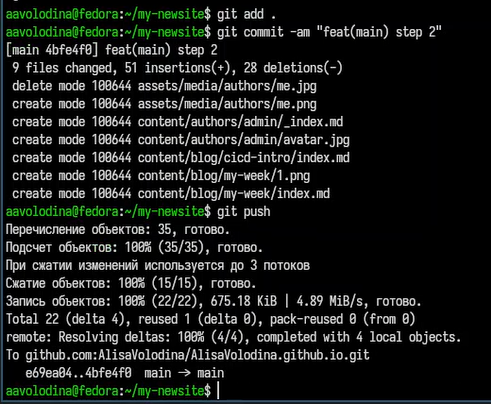 aavolodina@fedora:~/my-newsite$ git add .
aavolodina@fedora:~/my-newsite$ git commit -am "feat(main) step 2"
[main 4bfe4f0] feat(main) step 2
 9 files changed, 51 insertions(+), 28 deletions(-)
 delete mode 100644 assets/media/authors/me.jpg
 create mode 100644 assets/media/authors/me.png
 create mode 100644 content/authors/admin/_index.md
 create mode 100644 content/authors/admin/avatar.jpg
 create mode 100644 content/blog/cicd-intro/index.md
 create mode 100644 content/blog/my-week/1.png
 create mode 100644 content/blog/my-week/index.md
aavolodina@fedora:~/my-newsite$ git push
Перечисление объектов: 35, готово.
Подсчет объектов: 100% (35/35), готово.
При сжатии изменений используется до 3 потоков
Сжатие объектов: 100% (15/15), готово.
Запись объектов: 100% (22/22), 675.18 KiB | 4.89 MiB/s, готово.
Total 22 (delta 4), reused 1 (delta 0), pack-reused 0 (from 0)
remote: Resolving deltas: 100% (4/4), completed with 4 local objects.
To github.com:AlisaVolodina/AlisaVolodina.github.io.git
   e69ea04..4bfe4f0  main -> main
aavolodina@fedora:~/my-newsite$